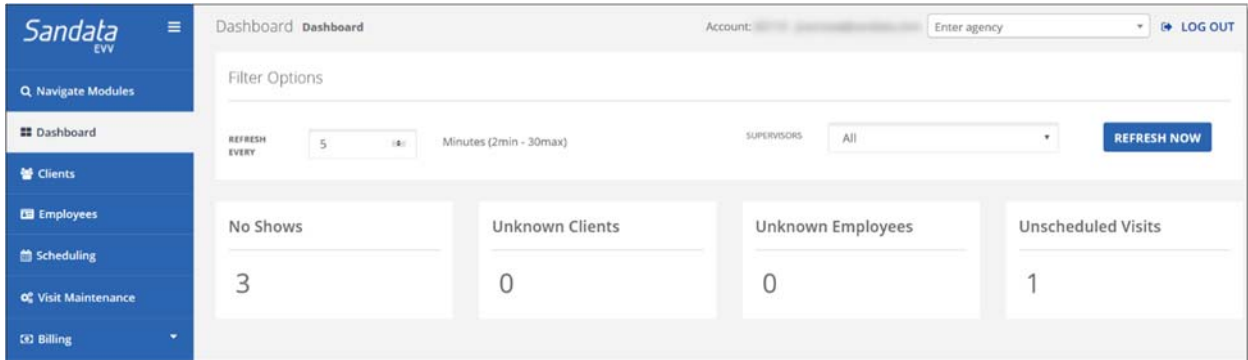 Sandata
EVV
Navigate Modules
Dashboard
Clients
Employees
Scheduling
Visit Maintenance
Billing
Dashboard Dashboard
Account:
Enter agency
LOG OUT
Filter Options
REFRESH
EVERY
5
Minutes (2min - 30max)
SUPERVISORS
All
REFRESH NOW
No Shows
3
Unknown Clients
0
Unknown Employees
0
Unscheduled Visits
1